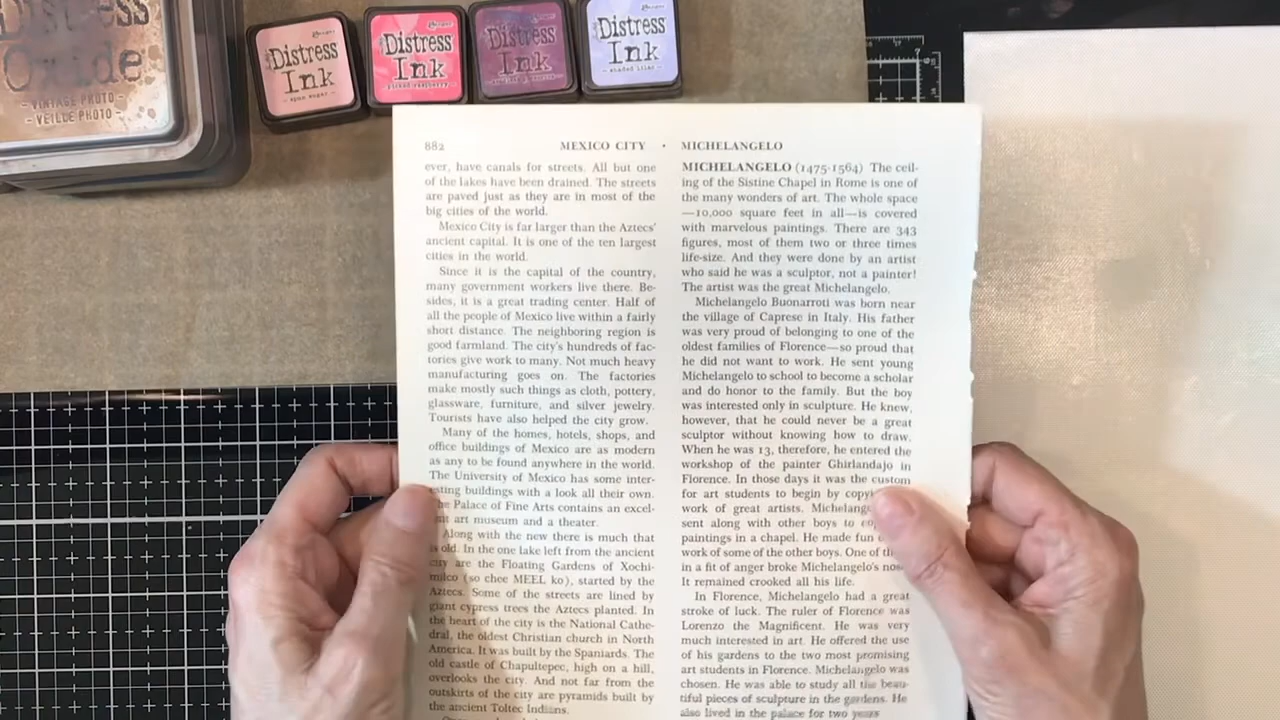 Distress
Oxide
- VINTAGE PHOTO -
- VEILLE PHOTO -
Ranger
Distress
Ink
- spun sugar -
Ranger
Distress
Ink
- picked raspberry -
Ranger
Distress
Ink
Ranger
Distress
Ink
- shaded lilac -
882
MEXICO CITY • MICHELANGELO
ever, have canals for streets. All but one
of the lakes have been drained. The streets
are paved just as they are in most of the
big cities of the world.
Mexico City is far larger than the Aztecs'
ancient capital. It is one of the ten largest
cities in the world.
Since it is the capital of the country,
many government workers live there. Be-
sides, it is a great trading center. Half of
all the people of Mexico live within a fairly
short distance. The neighboring region is
good farmland. The city's hundreds of fac-
tories give work to many. Not much heavy
manufacturing goes on. The factories
make mostly such things as cloth, pottery,
glassware, furniture, and silver jewelry.
Tourists have also helped the city grow.
Many of the homes, hotels, shops, and
office buildings of Mexico are as modern
as any to be found anywhere in the world.
The University of Mexico has some inter-
esting buildings with a look all their own.
The Palace of Fine Arts contains an excel-
lent art museum and a theater.
Along with the new there is much that
is old. In the one lake left from the ancient
city are the Floating Gardens of Xochi-
milco (so chee MEEL ko), started by the
Aztecs. Some of the streets are lined by
giant cypress trees the Aztecs planted. In
the heart of the city is the National Cathe-
dral, the oldest Christian church in North
America. It was built by the Spaniards. The
old castle of Chapultepec, high on a hill,
overlooks the city. And not far from the
outskirts of the city are pyramids built by
the ancient Toltec Indians.
MICHELANGELO (1475-1564) The ceil-
ing of the Sistine Chapel in Rome is one of
the many wonders of art. The whole space
—10,000 square feet in all—is covered
with marvelous paintings. There are 343
figures, most of them two or three times
life-size. And they were done by an artist
who said he was a sculptor, not a painter!
The artist was the great Michelangelo.
Michelangelo Buonarroti was born near
the village of Caprese in Italy. His father
was very proud of belonging to one of the
oldest families of Florence—so proud that
he did not want to work. He sent young
Michelangelo to school to become a scholar
and do honor to the family. But the boy
was interested only in sculpture. He knew,
however, that he could never be a great
sculptor without knowing how to draw.
When he was 13, therefore, he entered the
workshop of the painter Ghirlandajo in
Florence. In those days it was the custom
for art students to begin by copy
work of great artists. Michelang
sent along with other boys to
paintings in a chapel. He made fun
work of some of the other boys. One of
in a fit of anger broke Michelangelo's nose
It remained crooked all his life.
In Florence, Michelangelo had a great
stroke of luck. The ruler of Florence was
Lorenzo the Magnificent. He was very
much interested in art. He offered the use
of his gardens to the two most promising
art students in Florence. Michelangelo was
chosen. He was able to study all the beau-
tiful pieces of sculpture in the gardens. He
also lived in the palace for two years